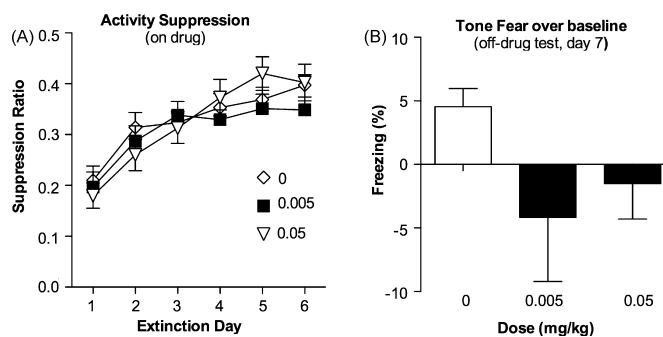 (A)
Activity Suppression
(on drug)
Suppression Ratio
0.5
0.4
0.3
0.2
0.1
0.0
0
0.005
0.05
1 2 3 4 5 6
Extinction Day
(B)
Tone Fear over baseline
(off-drug test, day 7)
Freezing (%)
10
5
0
-5
-10
0 0.005 0.05
Dose (mg/kg)